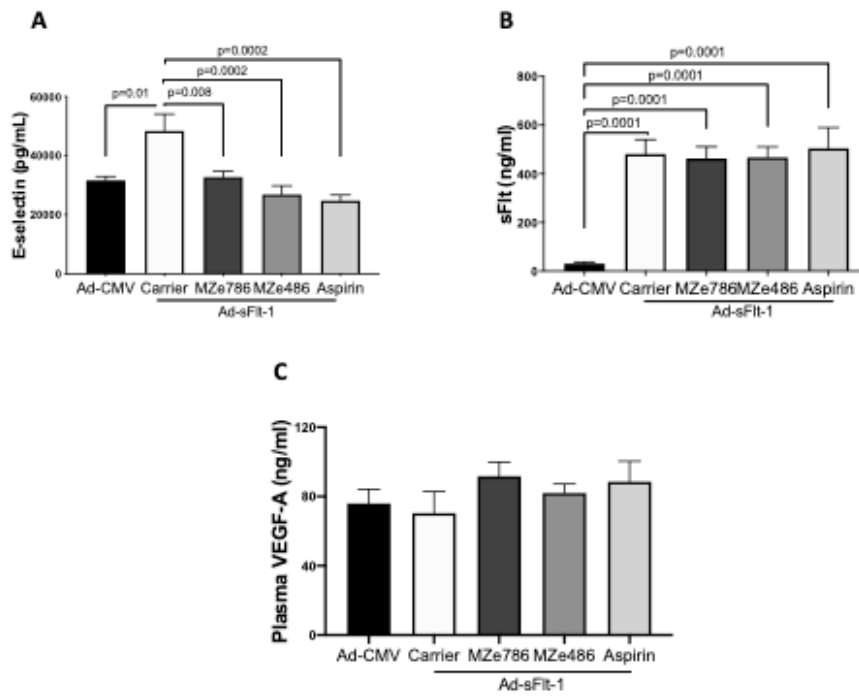 A
p=0.0002
p=0.0002
p=0.01
p=0.008
E-selectin (pg/mL)
60000
40000
20000
0
Ad-CMV Carrier MZe786 MZe486 Aspirin
Ad-sFlt-1
B
p=0.0001
p=0.0001
p=0.0001
p=0.0001
sFlt (ng/ml)
800
600
400
200
0
Ad-CMV Carrier MZe786 MZe486 Aspirin
Ad-sFlt-1
C
Plasma VEGF-A (ng/ml)
120
80
40
0
Ad-CMV Carrier MZe786 MZe486 Aspirin
Ad-sFlt-1